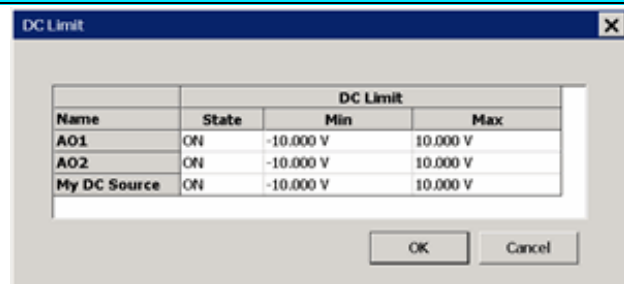 DC Limit
DC Limit
Name State Min Max
AO1 ON -10.000 V 10.000 V
AO2 ON -10.000 V 10.000 V
My DC Source ON -10.000 V 10.000 V
OK Cancel